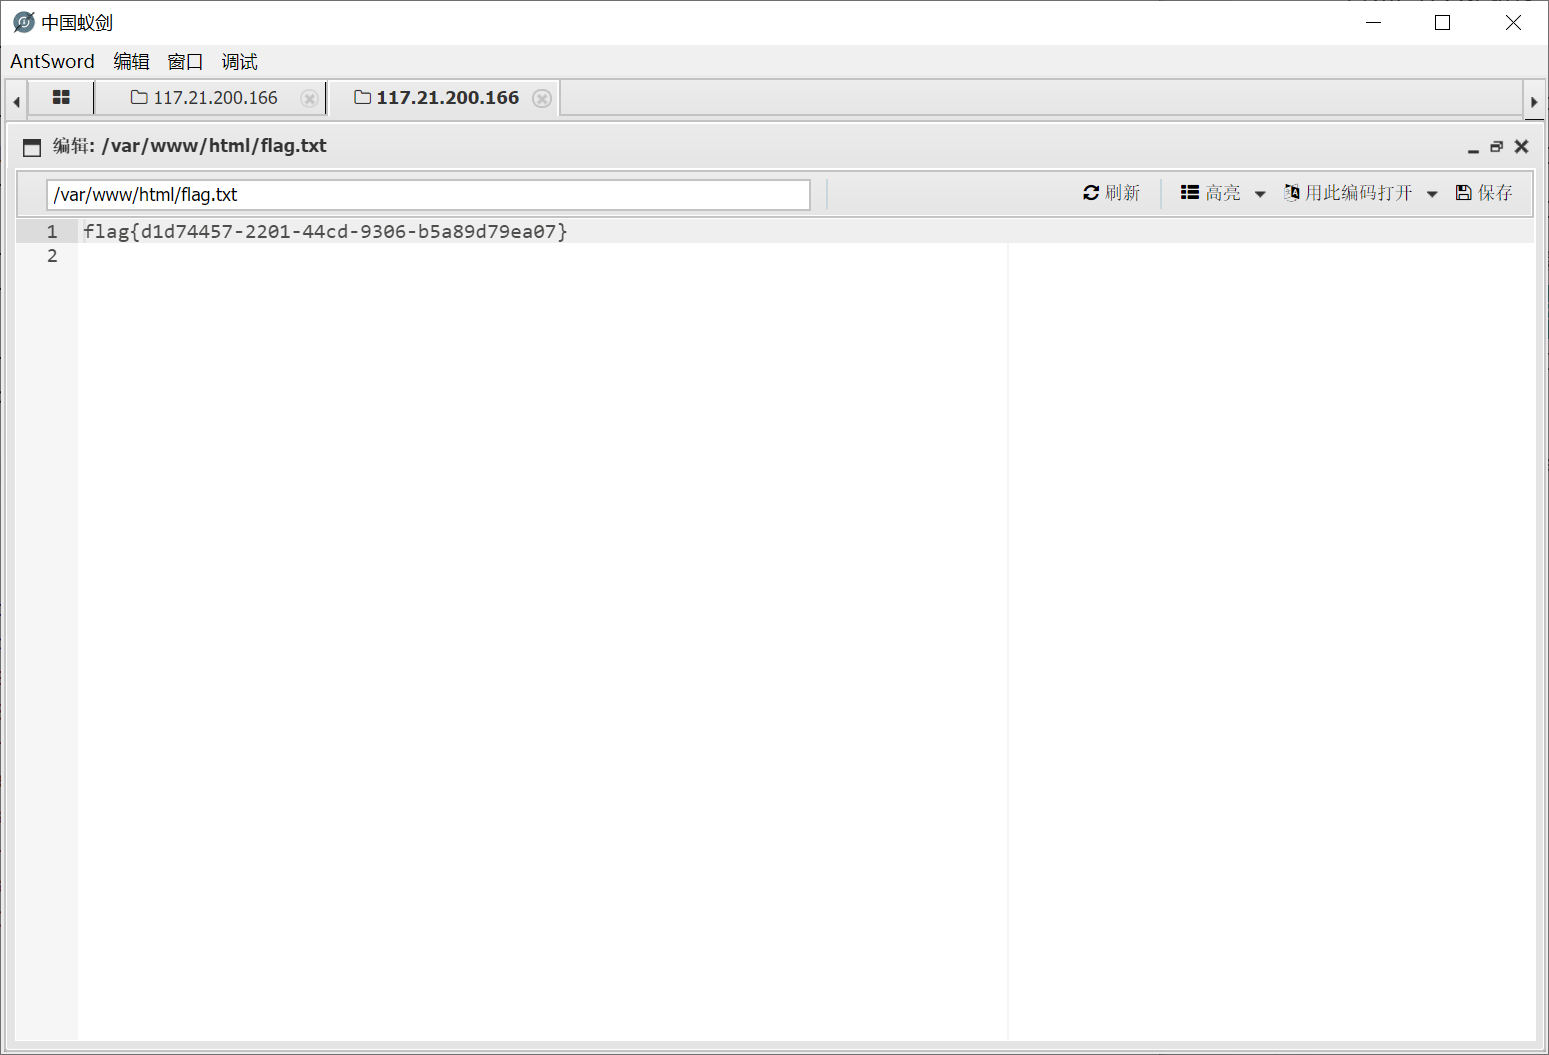 中国蚁剑
AntSword 编辑 窗口 调试
117.21.200.166 117.21.200.166
编辑: /var/www/html/flag.txt
/var/www/html/flag.txt 刷新 高亮 用此编码打开 保存
1 flag{d1d74457-2201-44cd-9306-b5a89d79ea07}
2